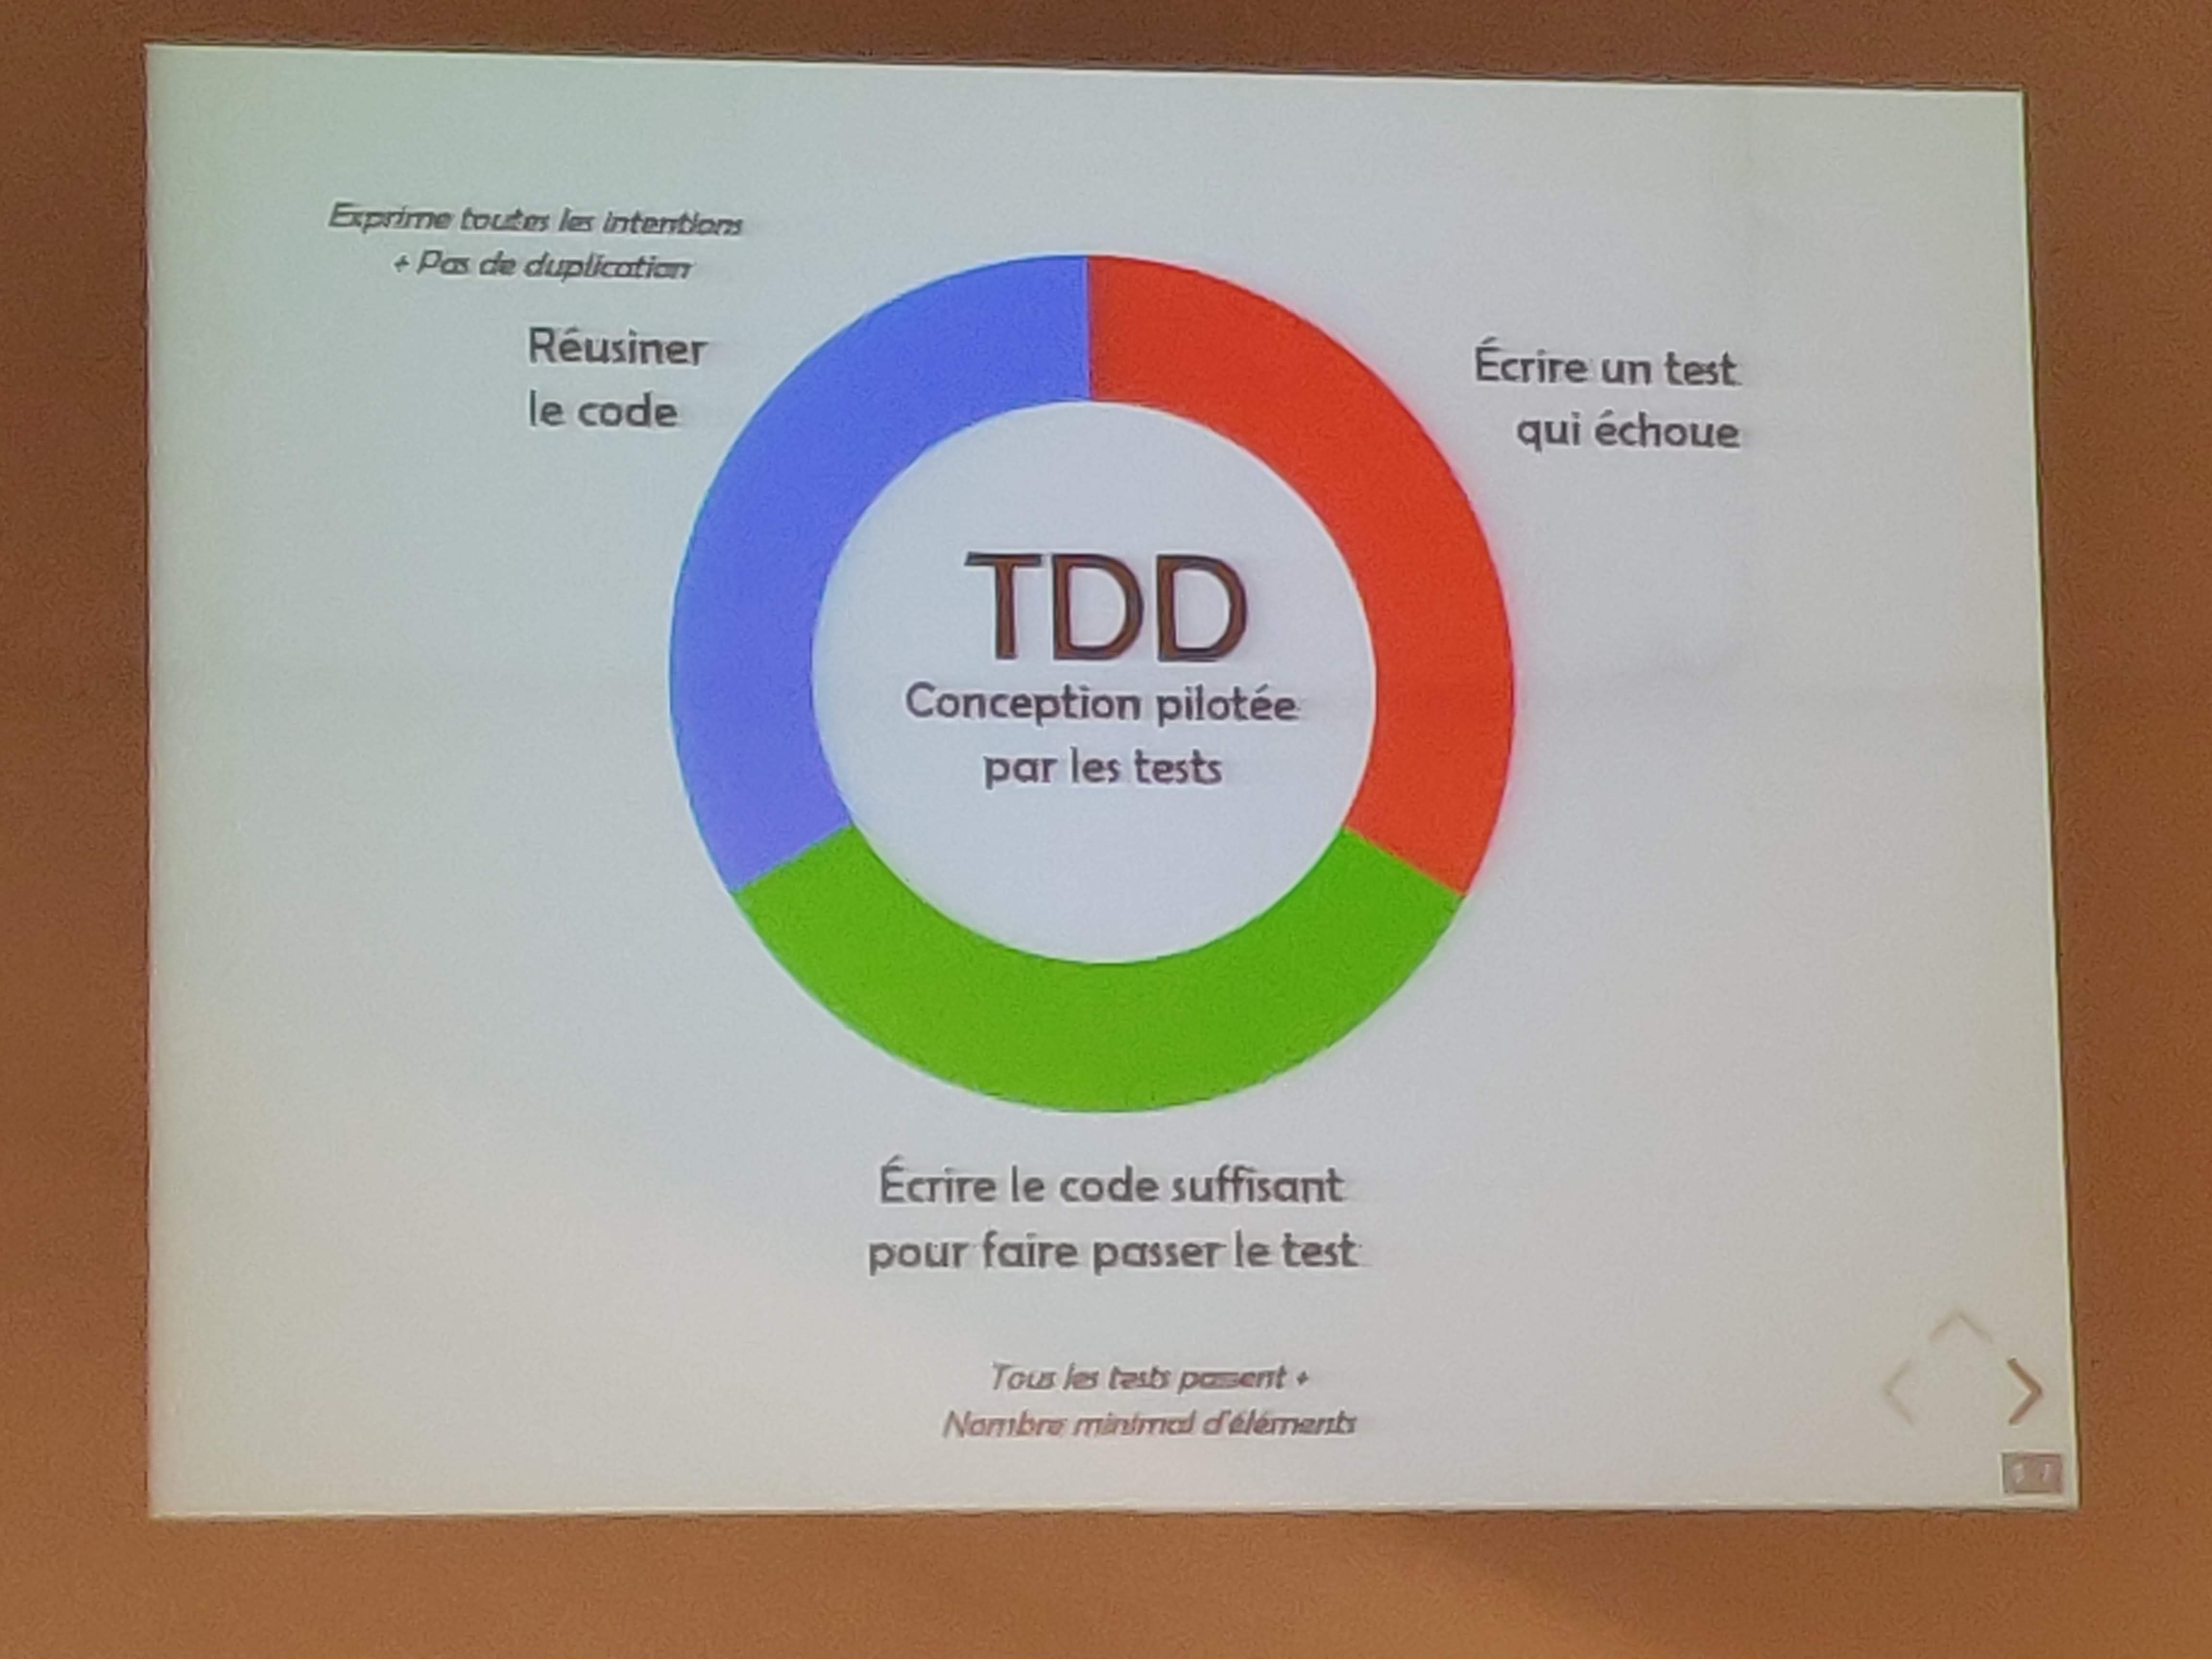 Exprime toutes les intentions
+ Pas de duplication
Réusiner
le code
Écrire un test
qui échoue
TDD
Conception pilotée
par les tests
Écrire le code suffisant
pour faire passer le test
Tous les tests passent +
Nombre minimal d'éléments